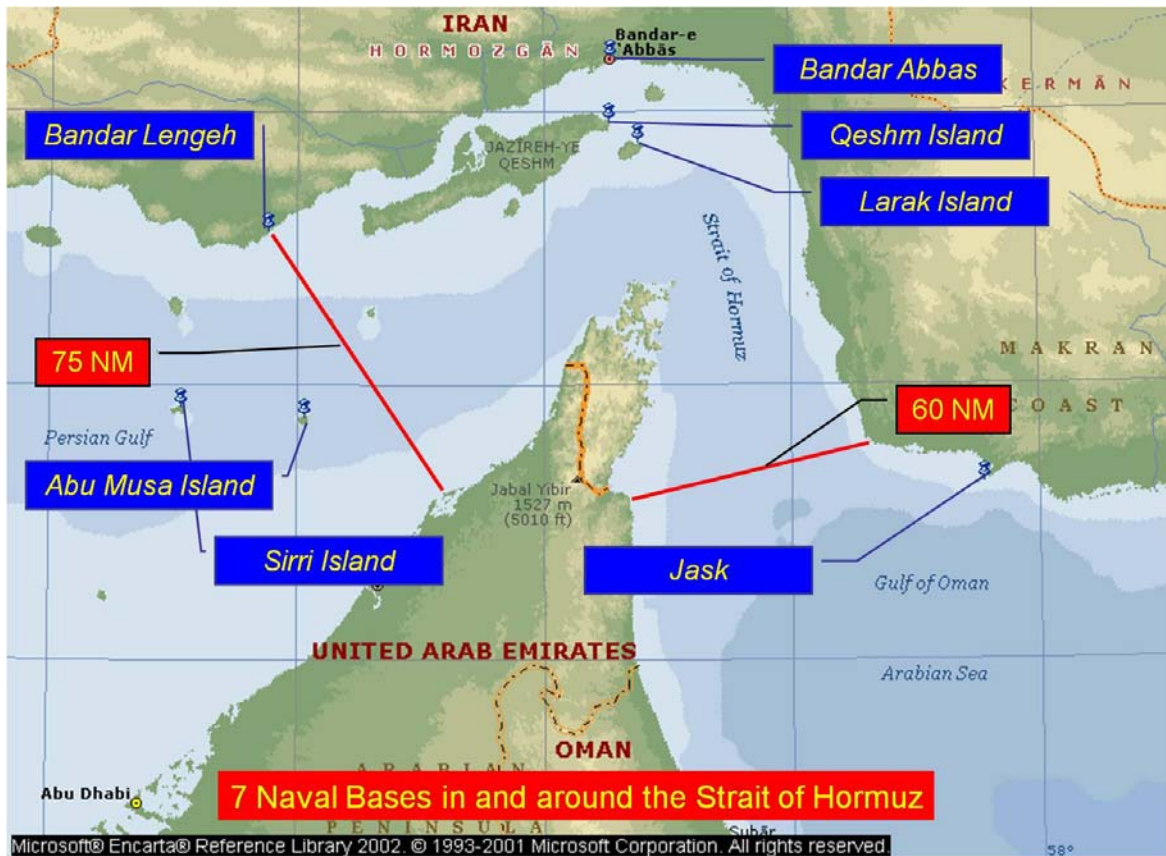 IRAN
HORMOZGĀN
Bandar-e
'Abbās
Bandar Abbas
KERMĀN
Bandar Lengeh
Qeshm Island
JAZĪREH-YE
QESHM
Larak Island
Strait of Hormuz
75 NM
MAKRAN
COAST
60 NM
Persian Gulf
Abu Musa Island
Jabal Yibir
1527 m
(5010 ft)
Sirri Island
Jask
Gulf of Oman
UNITED ARAB EMIRATES
Arabian Sea
OMAN
ARABIAN
PENINSULA
Abu Dhabi
7 Naval Bases in and around the Strait of Hormuz
Şuḩār
58°
Microsoft® Encarta® Reference Library 2002. © 1993-2001 Microsoft Corporation. All rights reserved.